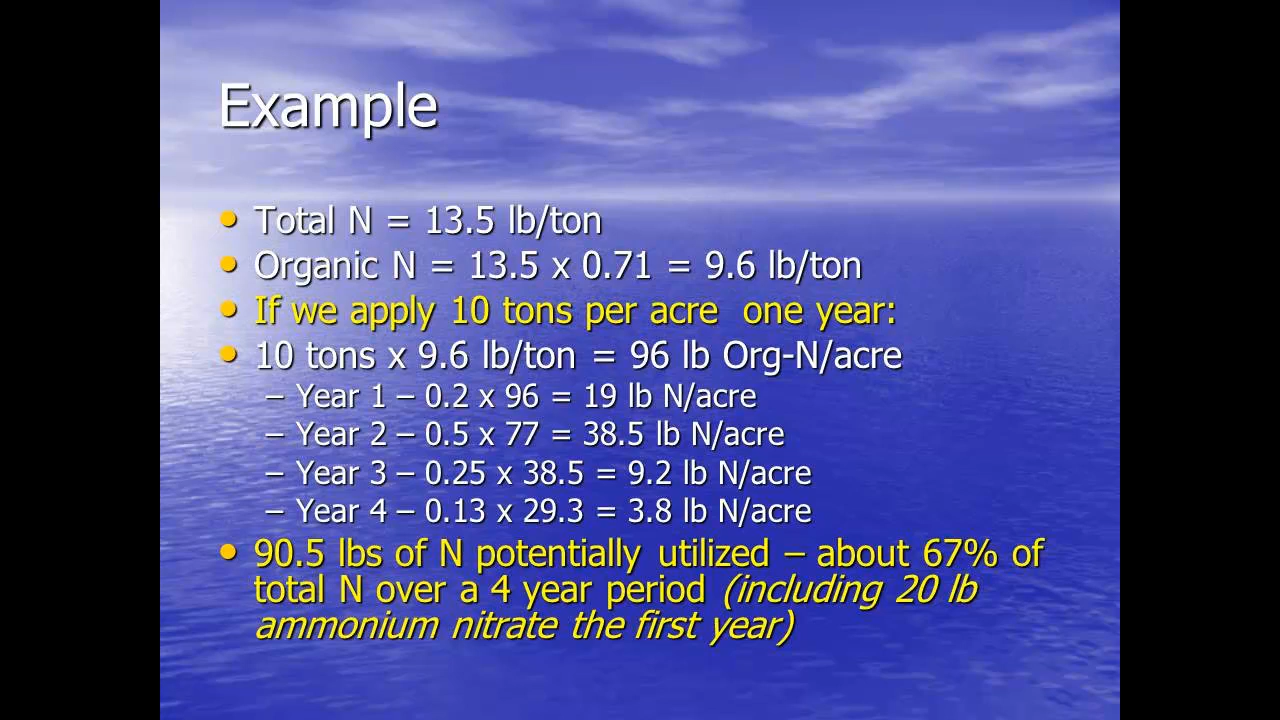 Example
• Total N = 13.5 lb/ton
• Organic N = 13.5 x 0.71 = 9.6 lb/ton
• If we apply 10 tons per acre  one year:
• 10 tons x 9.6 lb/ton = 96 lb Org-N/acre
– Year 1 – 0.2 x 96 = 19 lb N/acre
– Year 2 – 0.5 x 77 = 38.5 lb N/acre
– Year 3 – 0.25 x 38.5 = 9.2 lb N/acre
– Year 4 – 0.13 x 29.3 = 3.8 lb N/acre
• 90.5 lbs of N potentially utilized – about 67% of
total N over a 4 year period (including 20 lb
ammonium nitrate the first year)